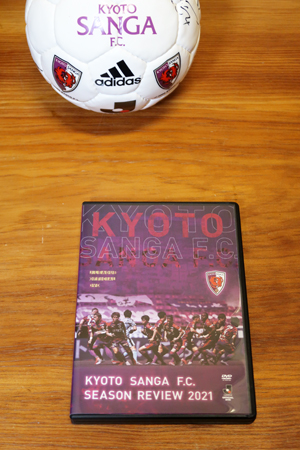 KYOTO
SANGA
F.C.
adidas
KYOTO
SANGA F.C.
KYOTO SANGA F.C.
SEASON REVIEW 2021
DVD